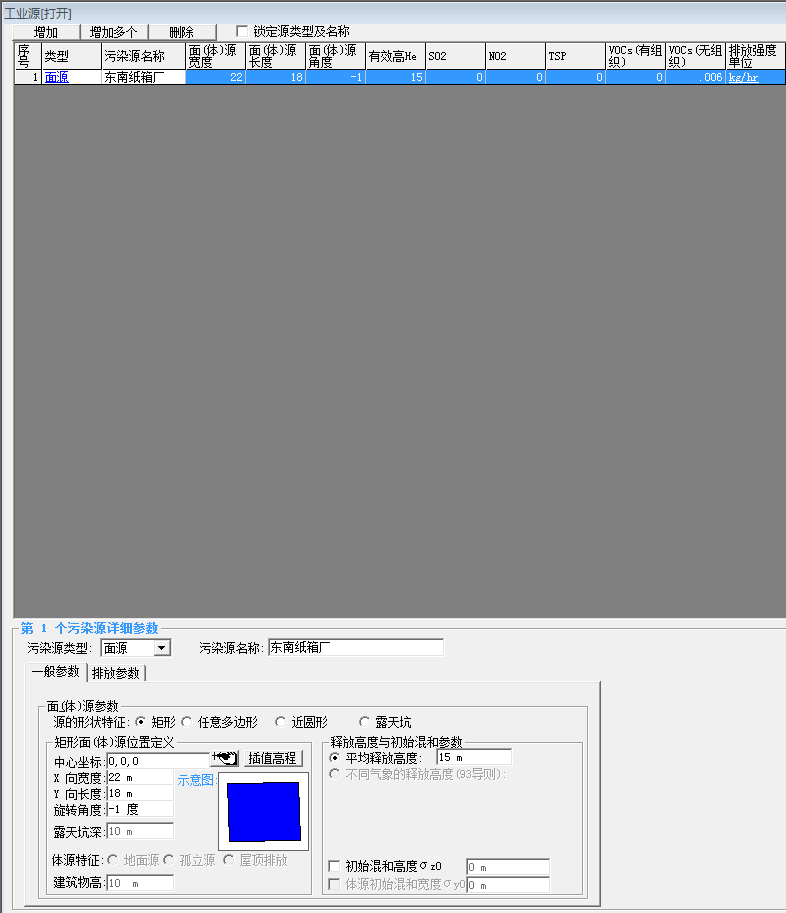 工业源[打开]
增加 增加多个 删除 锁定源类型及名称
序号 类型 污染源名称 面(体)源宽度 面(体)源长度 面(体)源角度 有效高He SO2 NO2 TSP VOCs(有组织) VOCs(无组织) 排放强度单位
1 面源 东南纸箱厂 22 18 -1 15 0 0 0 0 .006 kg/hr
第 1 个污染源详细参数
污染源类型: 面源 污染源名称: 东南纸箱厂
一般参数 排放参数
面(体)源参数
源的形状特征: 矩形 任意多边形 近圆形 露天坑
矩形面(体)源位置定义
中心坐标: 0,0,0 插值高程
X 向宽度: 22 m
Y 向长度: 18 m
旋转角度: -1 度
示意图:
露天坑深: 10 m
体源特征: 地面源 孤立源 屋顶排放
建筑物高: 10 m
释放高度与初始混和参数
平均释放高度: 15 m
不同气象的释放高度(93导则):
初始混和高度σz0 0 m
体源初始混和宽度σy0 0 m